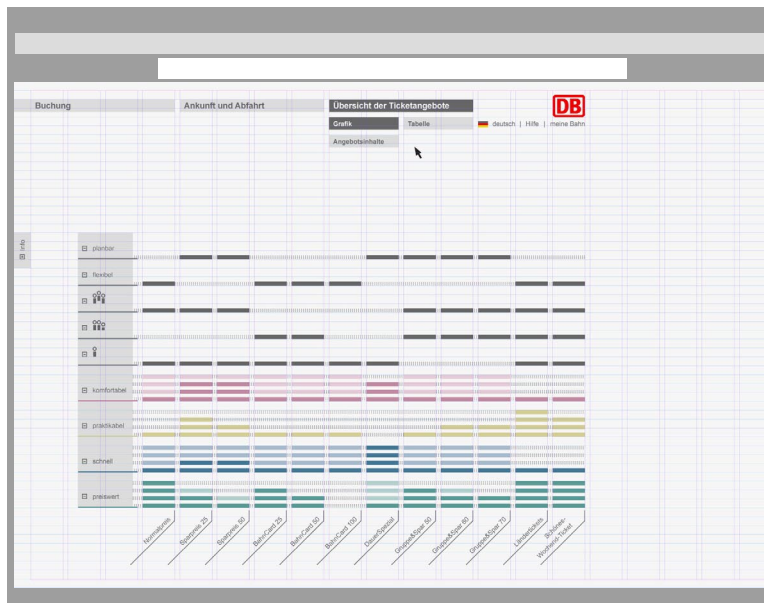 Buchung
Ankunft und Abfahrt
Übersicht der Ticketangebote
DB
Grafik
Tabelle
deutsch | Hilfe | meine Bahn
Angebotsinhalte
Info
planbar
flexibel
komfortabel
praktikabel
schnell
preiswert
Normalpreis
Sparpreis 25
Sparpreis 50
BahnCard 25
BahnCard 50
BahnCard 100
DauerSpezial
Gruppe&Spar 50
Gruppe&Spar 60
Gruppe&Spar 70
Ländertickets
Schönes-
Wochend-Ticket